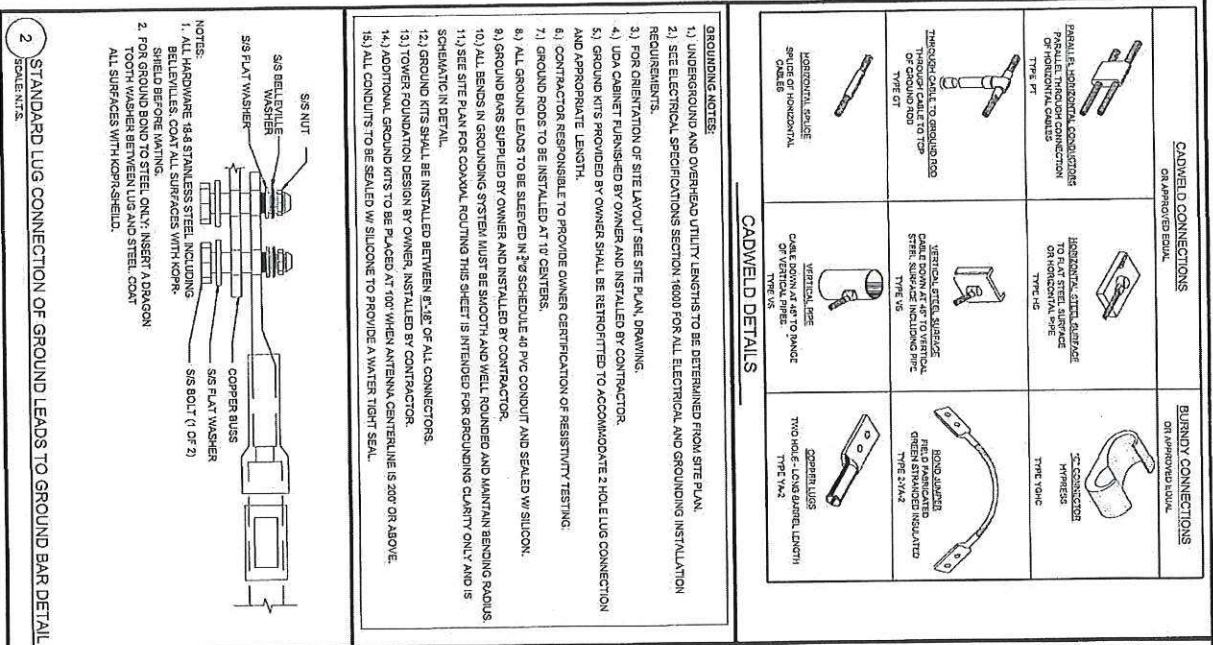 CADWELD CONNECTIONS
OR APPROVED EQUAL
BURNDY CONNECTIONS
OR APPROVED EQUAL
PARALLEL HORIZONTAL CONDUCTORS
PARALLEL THROUGH CONNECTION
OF HORIZONTAL CABLES
TYPE PT
HORIZONTAL STEEL SURFACE
TO FLAT STEEL SURFACE
OR HORIZONTAL PIPE
TYPE HS
"C" CONNECTOR
HYPRESS
TYPE YGHC
THROUGH CABLE TO GROUND ROD
THROUGH CABLE TO TOP
OF GROUND ROD
TYPE GT
VERTICAL STEEL SURFACE
CABLE DOWN AT 45° TO VERTICAL
STEEL SURFACE INCLUDING PIPE
TYPE VS
BOND JUMPER
FIELD FABRICATED
GREEN STRANDED INSULATED
TYPE 2-YA-2
HORIZONTAL SPLICE
SPLICE OF HORIZONTAL
CABLES
VERTICAL PIPE
CABLE DOWN AT 45° TO RANGE
OF VERTICAL PIPES
TYPE VS
COPPER LUGS
TWO HOLE - LONG BARREL LENGTH
TYPE YA-2
CADWELD DETAILS
GROUNDING NOTES:
1.) UNDERGROUND AND OVERHEAD UTILITY LENGTHS TO BE DETERMINED FROM SITE PLAN.
2.) SEE ELECTRICAL SPECIFICATIONS SECTION 16000 FOR ALL ELECTRICAL AND GROUNDING INSTALLATION
REQUIREMENTS.
3.) FOR ORIENTATION OF SITE LAYOUT SEE SITE PLAN, DRAWING.
4.) UDA CABINET FURNISHED BY OWNER AND INSTALLED BY CONTRACTOR.
5.) GROUND KITS PROVIDED BY OWNER SHALL BE RETROFITTED TO ACCOMMODATE 2 HOLE LUG CONNECTION
AND APPROPRIATE LENGTH.
6.) CONTRACTOR RESPONSIBLE TO PROVIDE OWNER CERTIFICATION OF RESISTIVITY TESTING.
7.) GROUND RODS TO BE INSTALLED AT 10' CENTERS.
8.) ALL GROUND LEADS TO BE SLEEVED IN Ø SCHEDULE 40 PVC CONDUIT AND SEALED W/ SILICON.
9.) GROUND BARS SUPPLIED BY OWNER AND INSTALLED BY CONTRACTOR.
10.) ALL BENDS IN GROUNDING SYSTEM MUST BE SMOOTH AND WELL ROUNDED AND MAINTAIN BENDING RADIUS.
11.) SEE SITE PLAN FOR COAXIAL ROUTING THIS SHEET IS INTENDED FOR GROUNDING CLARITY ONLY AND IS
SCHEMATIC IN DETAIL.
12.) GROUND KITS SHALL BE INSTALLED BETWEEN 8"-18" OF ALL CONNECTORS.
13.) TOWER FOUNDATION DESIGN BY OWNER, INSTALLED BY CONTRACTOR.
14.) ADDITIONAL GROUND KITS TO BE PLACED AT 100' WHEN ANTENNA CENTERLINE IS 200' OR ABOVE.
15.) ALL CONDUITS TO BE SEALED W/ SILICONE TO PROVIDE A WATER TIGHT SEAL.
S/S NUT
S/S BELLEVILLE
WASHER
S/S FLAT WASHER
COPPER BUSS
S/S FLAT WASHER
S/S BOLT (1 OF 2)
NOTES:
1. ALL HARDWARE 18-8 STAINLESS STEEL INCLUDING
BELLEVILLES. COAT ALL SURFACES WITH KOPR-
SHIELD BEFORE MATING.
2. FOR GROUND BOND TO STEEL ONLY: INSERT A DRAGON
TOOTH WASHER BETWEEN LUG AND STEEL. COAT
ALL SURFACES WITH KOPR-SHEILD.
2 STANDARD LUG CONNECTION OF GROUND LEADS TO GROUND BAR DETAIL
SCALE: N.T.S.